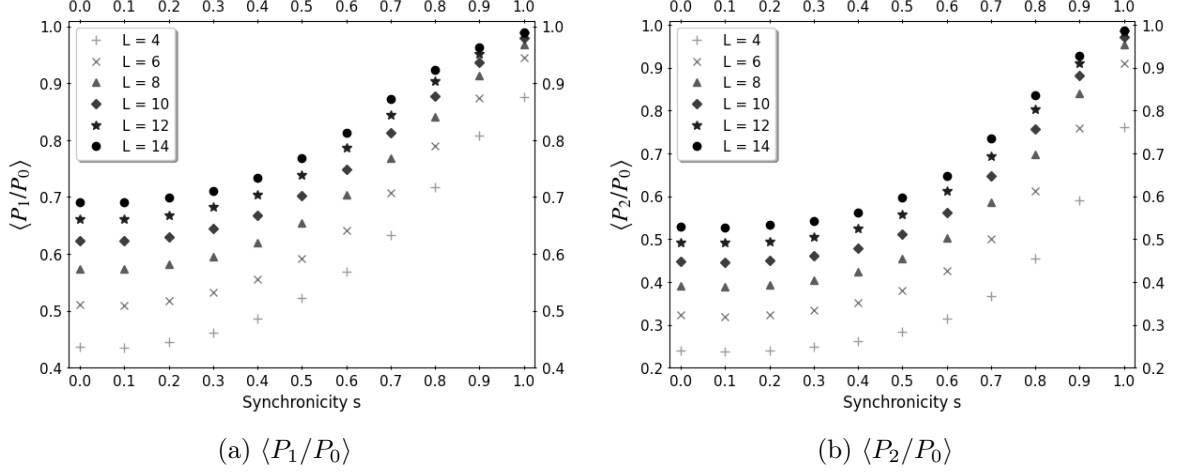 0.0 0.1 0.2 0.3 0.4 0.5 0.6 0.7 0.8 0.9 1.0
1.0 1.0
0.9 0.9
0.8 0.8
0.7 0.7
0.6 0.6
0.5 0.5
0.4 0.4
⟨P₁/P₀⟩
L = 4
L = 6
L = 8
L = 10
L = 12
L = 14
0.0 0.1 0.2 0.3 0.4 0.5 0.6 0.7 0.8 0.9 1.0
Synchronicity s
(a) ⟨P₁/P₀⟩
0.0 0.1 0.2 0.3 0.4 0.5 0.6 0.7 0.8 0.9 1.0
1.0 1.0
0.9 0.9
0.8 0.8
0.7 0.7
0.6 0.6
0.5 0.5
0.4 0.4
0.3 0.3
0.2 0.2
⟨P₂/P₀⟩
L = 4
L = 6
L = 8
L = 10
L = 12
L = 14
0.0 0.1 0.2 0.3 0.4 0.5 0.6 0.7 0.8 0.9 1.0
Synchronicity s
(b) ⟨P₂/P₀⟩